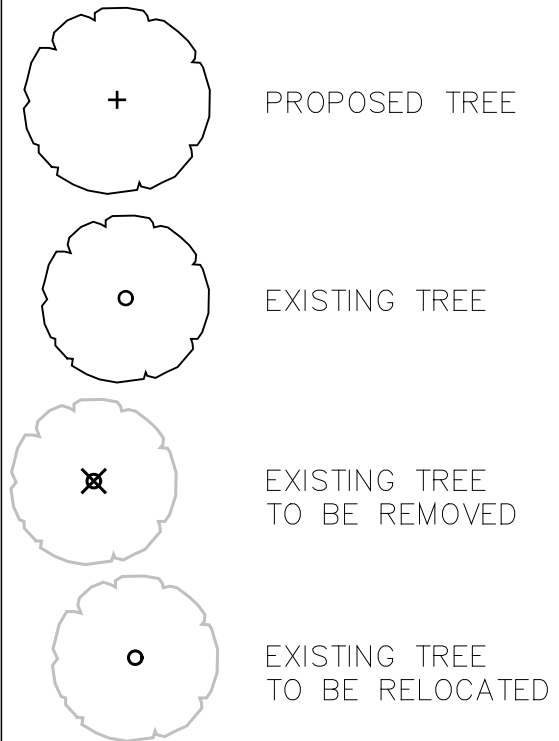 PROPOSED TREE
EXISTING TREE
EXISTING TREE
TO BE REMOVED
EXISTING TREE
TO BE RELOCATED